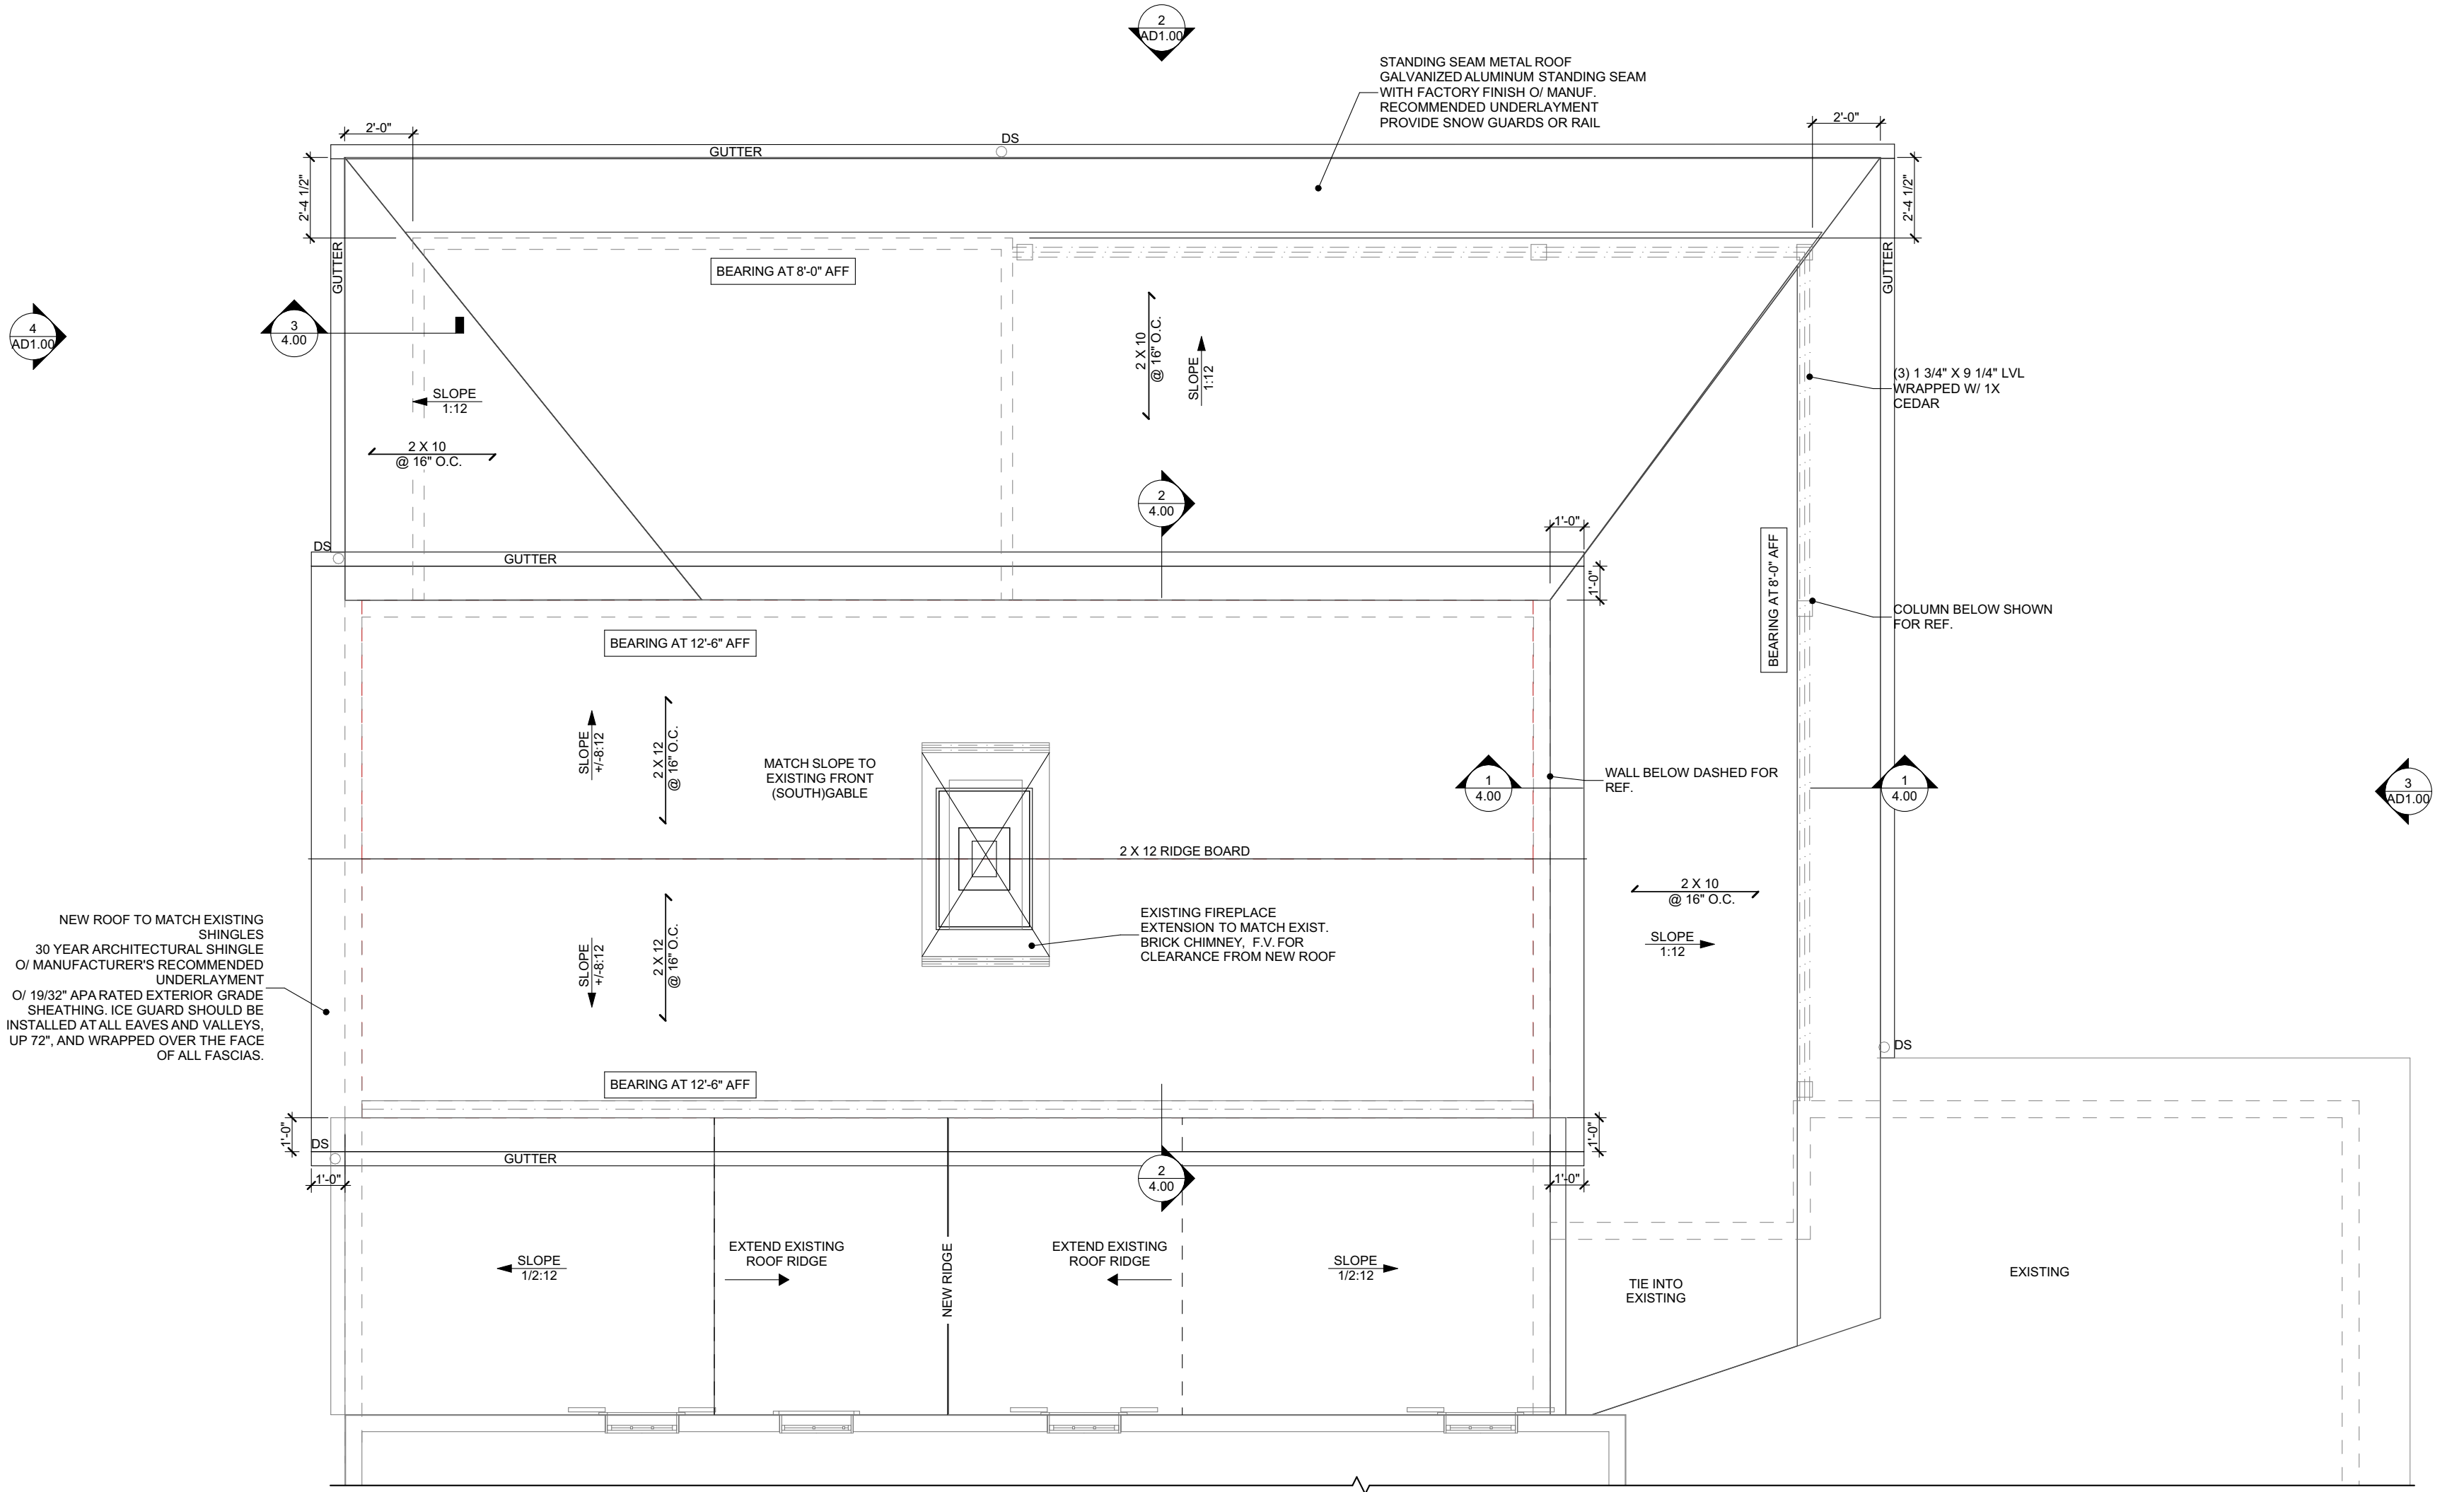 2
AD1.00
STANDING SEAM METAL ROOF
GALVANIZED ALUMINUM STANDING SEAM
WITH FACTORY FINISH O/ MANUF.
RECOMMENDED UNDERLAYMENT
PROVIDE SNOW GUARDS OR RAIL
2'-0"
2'-0"
DS
GUTTER
2'-4 1/2"
2'-4 1/2"
GUTTER
GUTTER
BEARING AT 8'-0" AFF
4
AD1.00
3
4.00
2 X 10
@ 16" O.C.
SLOPE
1:12
SLOPE
1:12
2 X 10
@ 16" O.C.
(3) 1 3/4" X 9 1/4" LVL
WRAPPED W/ 1X
CEDAR
2
4.00
1'-0"
1'-0"
DS
GUTTER
BEARING AT 8'-0" AFF
COLUMN BELOW SHOWN
FOR REF.
BEARING AT 12'-6" AFF
SLOPE
+/-8:12
2 X 12
@ 16" O.C.
MATCH SLOPE TO
EXISTING FRONT
(SOUTH)GABLE
1
4.00
WALL BELOW DASHED FOR
REF.
1
4.00
3
AD1.00
2 X 12 RIDGE BOARD
2 X 10
@ 16" O.C.
SLOPE
1:12
NEW ROOF TO MATCH EXISTING
SHINGLES
30 YEAR ARCHITECTURAL SHINGLE
O/ MANUFACTURER'S RECOMMENDED
UNDERLAYMENT
O/ 19/32" APA RATED EXTERIOR GRADE
SHEATHING. ICE GUARD SHOULD BE
INSTALLED AT ALL EAVES AND VALLEYS,
UP 72", AND WRAPPED OVER THE FACE
OF ALL FASCIAS.
SLOPE
+/-8:12
2 X 12
@ 16" O.C.
EXISTING FIREPLACE
EXTENSION TO MATCH EXIST.
BRICK CHIMNEY, F.V. FOR
CLEARANCE FROM NEW ROOF
DS
BEARING AT 12'-6" AFF
1'-0"
DS
GUTTER
1'-0"
1'-0"
1'-0"
2
4.00
SLOPE
1/2:12
EXTEND EXISTING
ROOF RIDGE
NEW RIDGE
EXTEND EXISTING
ROOF RIDGE
SLOPE
1/2:12
TIE INTO
EXISTING
EXISTING